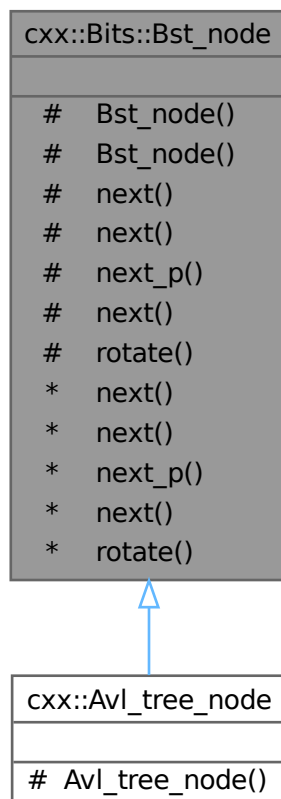 cxx::Bits::Bst_node
# Bst_node()
# Bst_node()
# next()
# next()
# next_p()
# next()
# rotate()
* next()
* next()
* next_p()
* next()
* rotate()
cxx::Avl_tree_node
# Avl_tree_node()